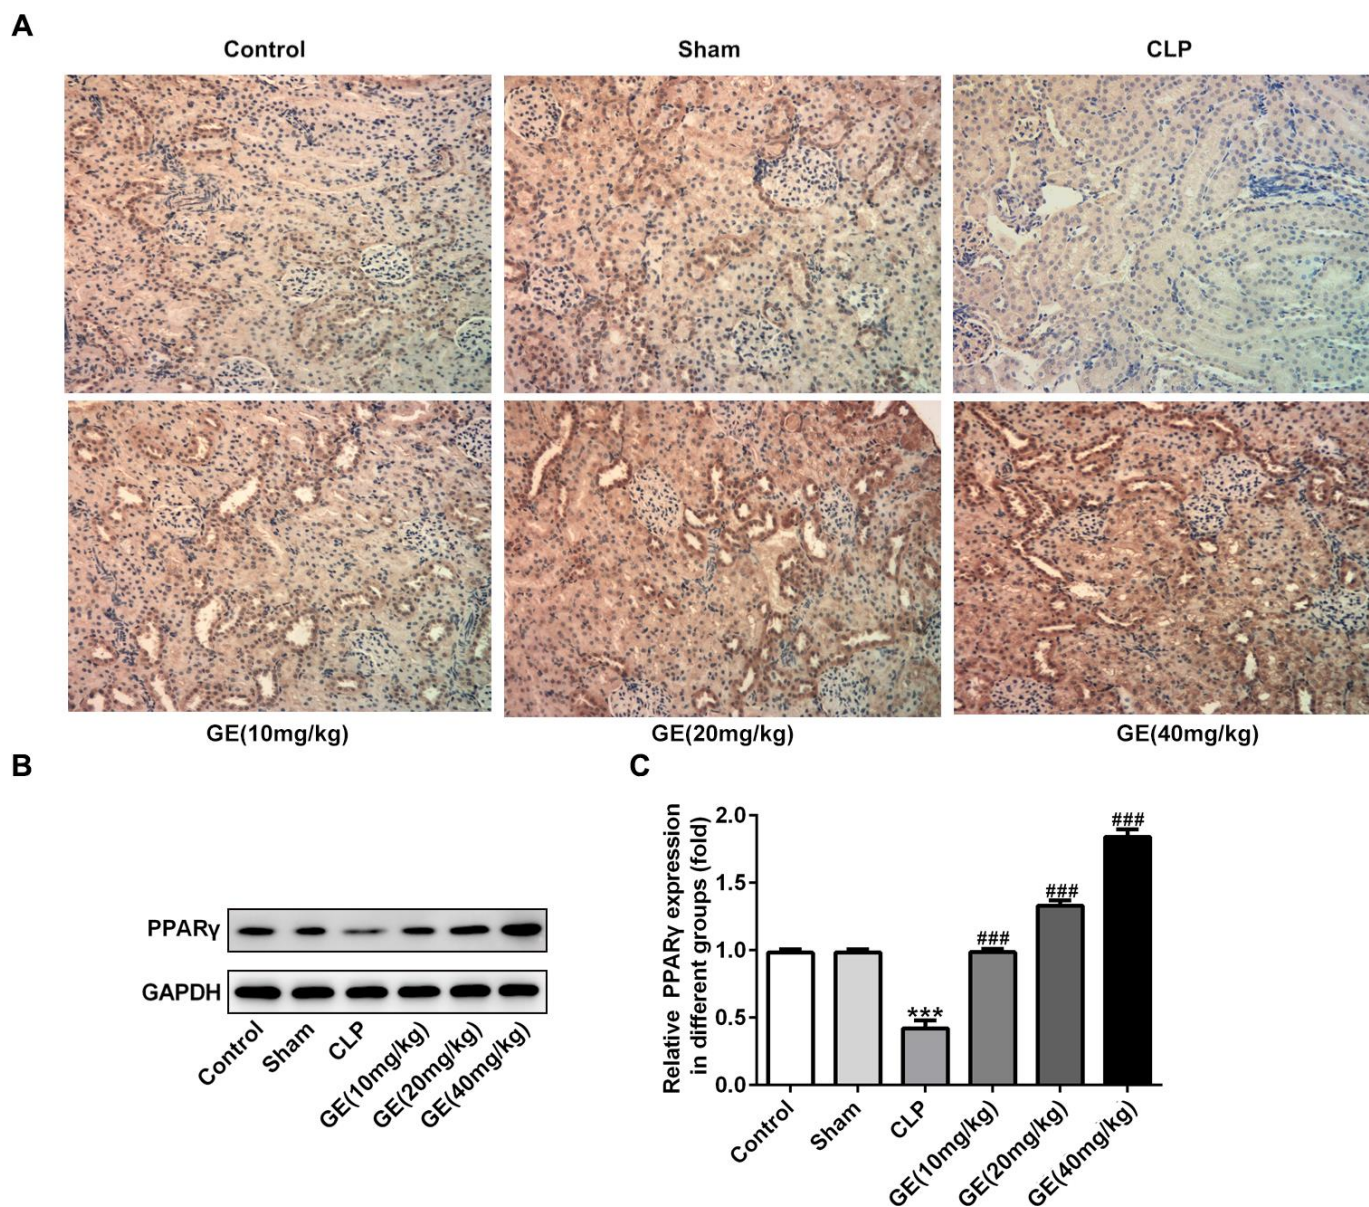 A
Control
Sham
CLP
GE(10mg/kg)
GE(20mg/kg)
GE(40mg/kg)
B
PPARγ
GAPDH
Control
Sham
CLP
GE(10mg/kg)
GE(20mg/kg)
GE(40mg/kg)
C
Relative PPARγ expression
in different groups (fold)
2.0
1.5
1.0
0.5
0.0
***
###
###
###
Control
Sham
CLP
GE(10mg/kg)
GE(20mg/kg)
GE(40mg/kg)